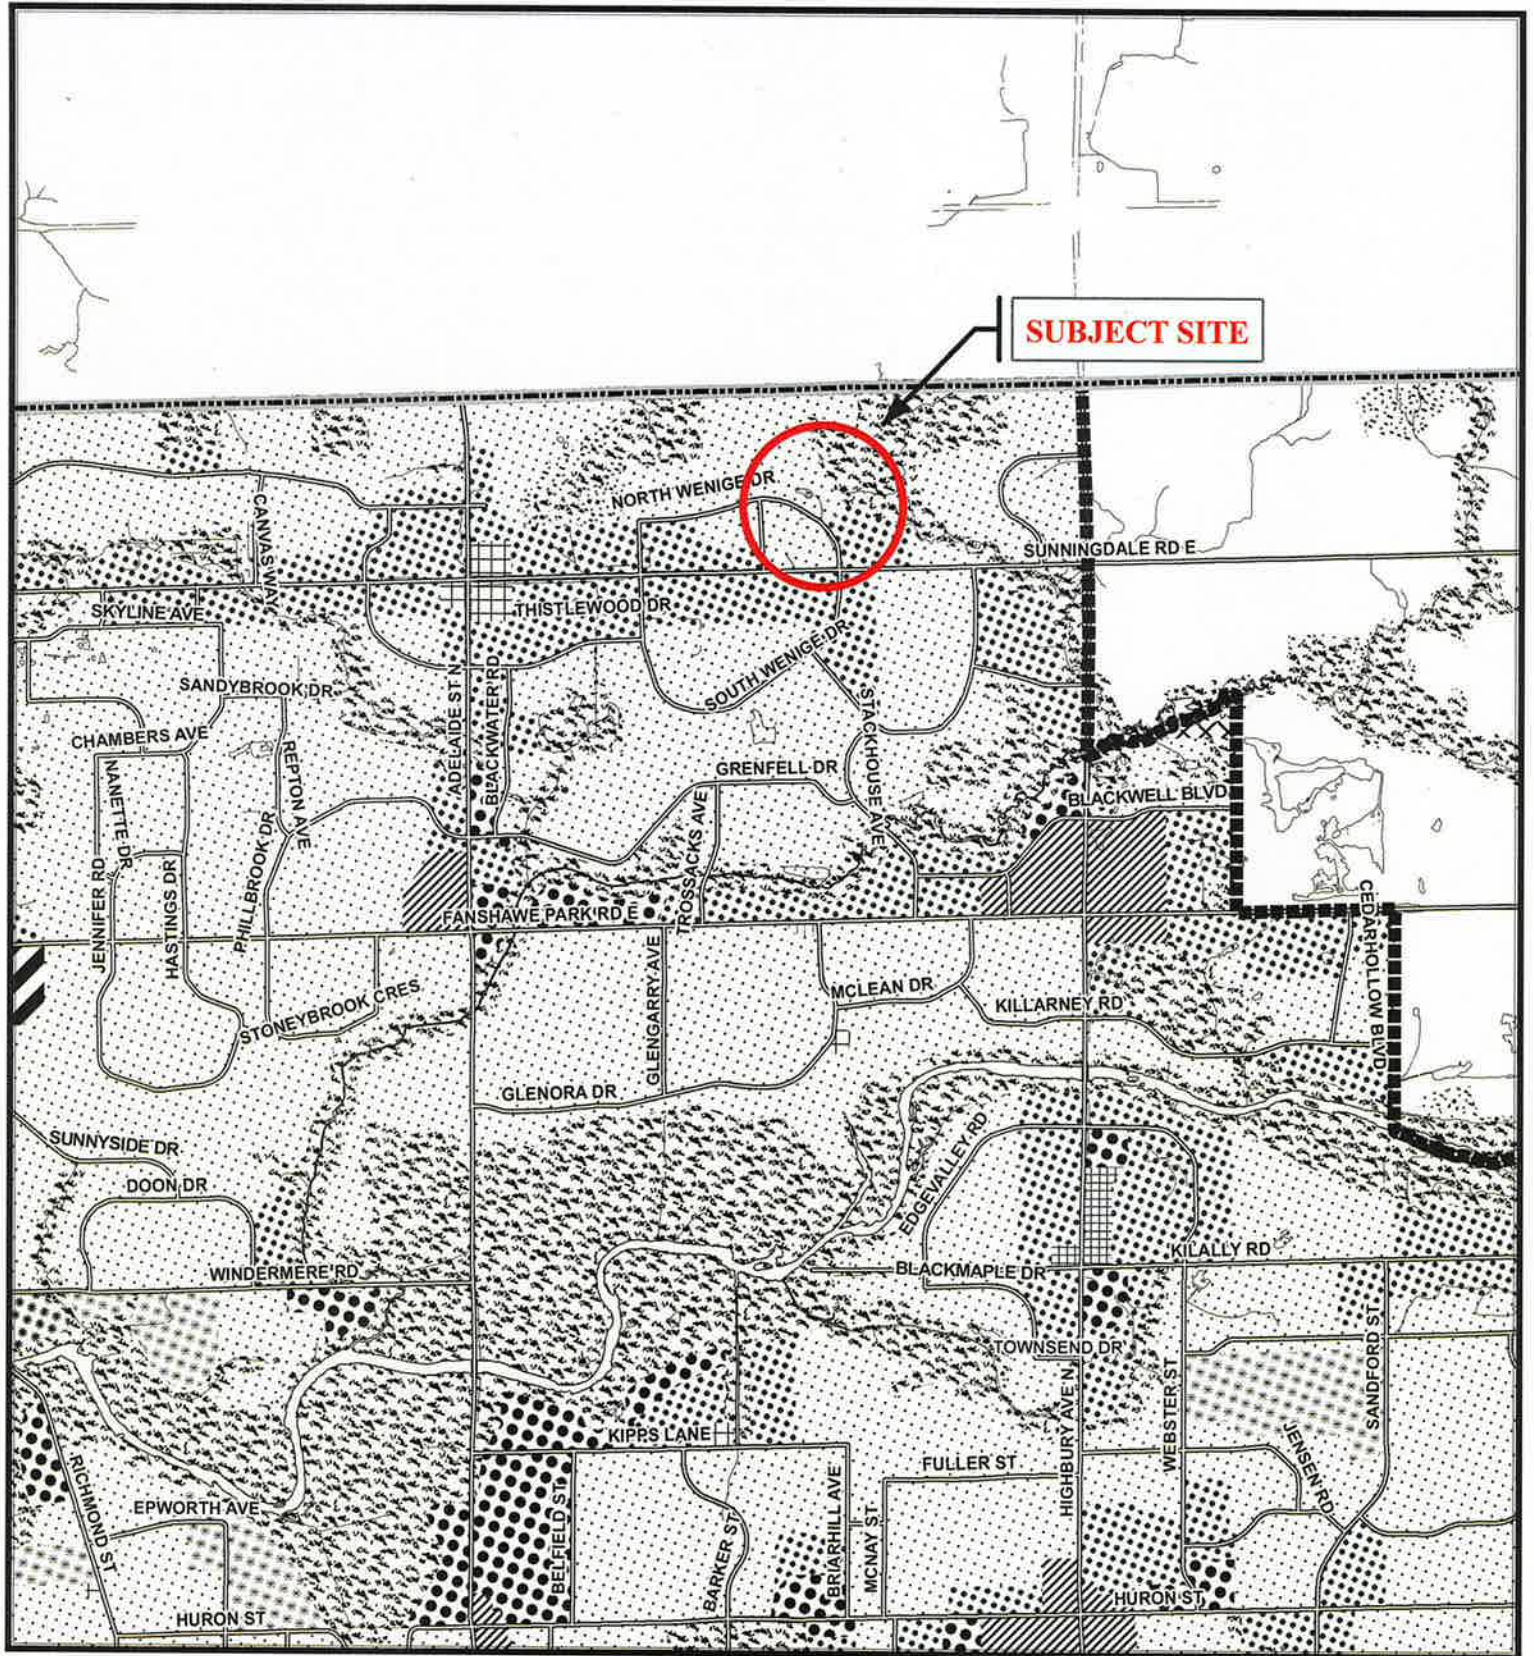 SUBJECT SITE
NORTH WENIGE DR
CANVAS WAY
SUNNINGDALE RD E
SKYLINE AVE
THISTLEWOOD DR
SOUTH WENIGE DR
SANDYBROOK DR
ADELAIDE ST N
BLACKWATER RD
STACKHOUSE AVE
CHAMBERS AVE
REPTON AVE
NANETTE DR
GRENFELL DR
BLACKWELL BLVD
TROSSACKS AVE
PHILLBROOK DR
JENNIFER RD
HASTINGS DR
FANSHAWE PARK RD E
CEDARHOLLOW BLVD
GLENGARRY AVE
MCLEAN DR
KILLARNEY RD
STONEYBROOK CRES
GLENORA DR
EDGEVALLEY RD
SUNNYSIDE DR
DOON DR
KILALLY RD
WINDERMERE RD
BLACKMAPLE DR
TOWNSEND DR
SANDFORD ST
WEBSTER ST
HIGHBURY AVE N
KIPPS LANE
FULLER ST
JENSEN RD
RICHMOND ST
EPWORTH AVE
BELFIELD ST
BARKER ST
BRIARHILL AVE
MCNAY ST
HURON ST
HURON ST